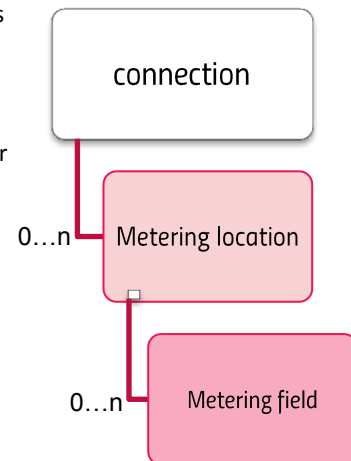 s
connection
r
0...n
Metering location
0...n
Metering field